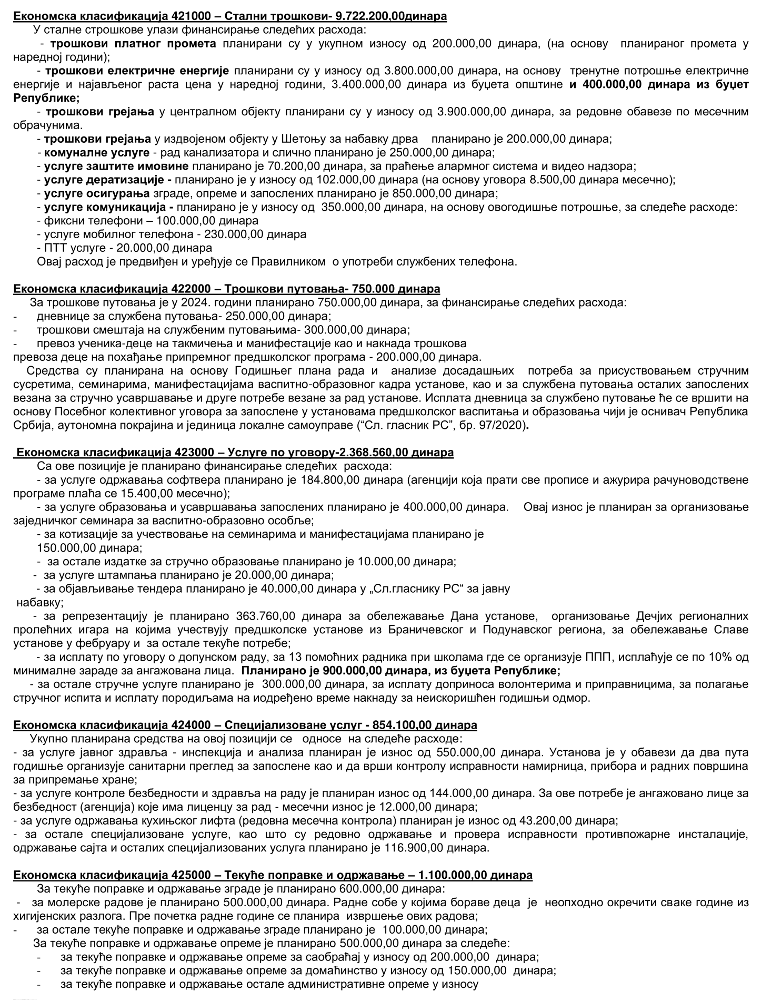 Економска класификација 421000 – Стални трошкови- 9.722.200,00динара
У сталне строшкове улази финансирање следећих расхода:
- трошкови платног промета планирани су у укупном износу од 200.000,00 динара, (на основу планираног промета у
наредној години);
- трошкови електричне енергије планирани су у износу од 3.800.000,00 динара, на основу тренутне потрошње електричне
енергије и најављеног раста цена у наредној години, 3.400.000,00 динара из буџета општине и 400.000,00 динара из буџет
Републике;
- трошкови грејања у централном објекту планирани су у износу од 3.900.000,00 динара, за редовне обавезе по месечним
обрачунима.
- трошкови грејања у издвојеном објекту у Шетоњу за набавку дрва планирано је 200.000,00 динара;
- комуналне услуге - рад канализатора и слично планирано је 250.000,00 динара;
- услуге заштите имовине планирано је 70.200,00 динара, за праћење алармног система и видео надзора;
- услуге дератизације - планирано је у износу од 102.000,00 динара (на основу уговора 8.500,00 динара месечно);
- услуге осигурања зграде, опреме и запослених планирано је 850.000,00 динара;
- услуге комуникација - планирано је у износу од 350.000,00 динара, на основу овогодишње потрошње, за следеће расходе:
- фиксни телефони – 100.000,00 динара
- услуге мобилног телефона - 230.000,00 динара
- ПТТ услуге - 20.000,00 динара
Овај расход је предвиђен и уређује се Правилником о употреби службених телефона.
Економска класификација 422000 – Трошкови путовања- 750.000 динара
За трошкове путовања је у 2024. години планирано 750.000,00 динара, за финансирање следећих расхода:
- дневнице за службена путовања- 250.000,00 динара;
- трошкови смештаја на службеним путовањима- 300.000,00 динара;
- превоз ученика-деце на такмичења и манифестације као и накнада трошкова
превоза деце на похађање припремног предшколског програма - 200.000,00 динара.
Средства су планирана на основу Годишњег плана рада и анализе досадашњих потреба за присуствовањем стручним
сусретима, семинарима, манифестацијама васпитно-образовног кадра установе, као и за службена путовања осталих запослених
везана за стручно усавршавање и друге потребе везане за рад установе. Исплата дневница за службено путовање ће се вршити на
основу Посебног колективног уговора за запослене у установама предшколског васпитања и образовања чији је оснивач Република
Србија, аутономна покрајина и јединица локалне самоуправе (“Сл. гласник РС”, бр. 97/2020).
Економска класификација 423000 – Услуге по уговору-2.368.560,00 динара
Са ове позиције је планирано финансирање следећих расхода:
- за услуге одржавања софтвера планирано је 184.800,00 динара (агенцији која прати све прописе и ажурира рачуноводствене
програме плаћа се 15.400,00 месечно);
- за услуге образовања и усавршавања запослених планирано је 400.000,00 динара. Овај износ је планиран за организовање
заједничког семинара за васпитно-образовно особље;
- за котизације за учествовање на семинарима и манифестацијама планирано је
150.000,00 динара;
- за остале издатке за стручно образовање планирано је 10.000,00 динара;
- за услуге штампања планирано је 20.000,00 динара;
- за објављивање тендера планирано је 40.000,00 динара у „Сл.гласнику РС“ за јавну
набавку;
- за репрезентацију је планирано 363.760,00 динара за обележавање Дана установе, организовање Дечјих регионалних
пролећних игара на којима учествују предшколске установе из Браничевског и Подунавског региона, за обележавање Славе
установе у фебруару и за остале текуће потребе;
- за исплату по уговору о допунском раду, за 13 помоћних радника при школама где се организује ППП, исплаћује се по 10% од
минималне зараде за ангажована лица. Планирано је 900.000,00 динара, из буџета Републике;
- за остале стручне услуге планирано је 300.000,00 динара, за исплату доприноса волонтерима и приправницима, за полагање
стручног испита и исплату породиљама на иодређено време накнаду за неискоришћен годишњи одмор.
Економска класификација 424000 – Специјализоване услуг - 854.100,00 динара
Укупно планирана средства на овој позицији се односе на следеће расходе:
- за услуге јавног здравља - инспекција и анализа планиран је износ од 550.000,00 динара. Установа је у обавези да два пута
годишње организује санитарни преглед за запослене као и да врши контролу исправности намирница, прибора и радних површина
за припремање хране;
- за услуге контроле безбедности и здравља на раду је планиран износ од 144.000,00 динара. За ове потребе је ангажовано лице за
безбедност (агенција) које има лиценцу за рад - месечни износ је 12.000,00 динара;
- за услуге одржавања кухињског лифта (редовна месечна контрола) планиран је износ од 43.200,00 динара;
- за остале специјализоване услуге, као што су редовно одржавање и провера исправности противпожарне инсталације,
одржавање сајта и осталих специјализованих услуга планирано је 116.900,00 динара.
Економска класификација 425000 – Текуће поправке и одржавање – 1.100.000,00 динара
За текуће поправке и одржавање зграде је планирано 600.000,00 динара:
- за молерске радове је планирано 500.000,00 динара. Радне собе у којима бораве деца је неопходно окречити сваке године из
хигијенских разлога. Пре почетка радне године се планира извршење ових радова;
- за остале текуће поправке и одржавање зграде планирано је 100.000,00 динара;
За текуће поправке и одржавање опреме је планирано 500.000,00 динара за следеће:
- за текуће поправке и одржавање опреме за саобраћај у износу од 200.000,00 динара;
- за текуће поправке и одржавање опреме за домаћинство у износу од 150.000,00 динара;
- за текуће поправке и одржавање остале административне опреме у износу